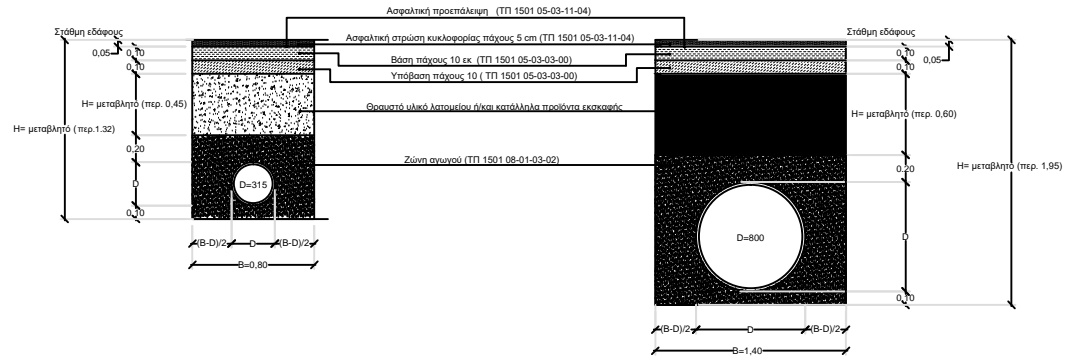 Ασφαλτική προεπάλειψη (ΤΠ 1501 05-03-11-04)
Στάθμη εδάφους
Στάθμη εδάφους
Ασφαλτική στρώση κυκλοφορίας πάχους 5 cm (ΤΠ 1501 05-03-11-04)
0,05
0,10
0,10
0,05
Βάση πάχους 10 εκ (ΤΠ 1501 05-03-03-00)
0,10
0,10
Υπόβαση πάχους 10 ( ΤΠ 1501 05-03-03-00)
H= μεταβλητό (περ. 0,45)
Θραυστό υλικό λατομείου ή/και κατάλληλα προϊόντα εκσκαφής
H= μεταβλητό (περ. 0,60)
H= μεταβλητό (περ.1.32)
0,20
Ζώνη αγωγού (ΤΠ 1501 08-01-03-02)
0,20
H= μεταβλητό (περ. 1,95)
D
D=315
0,10
D=800
D
(B-D)/2
D
(B-D)/2
B=0,80
0,10
(B-D)/2
D
(B-D)/2
B=1,40